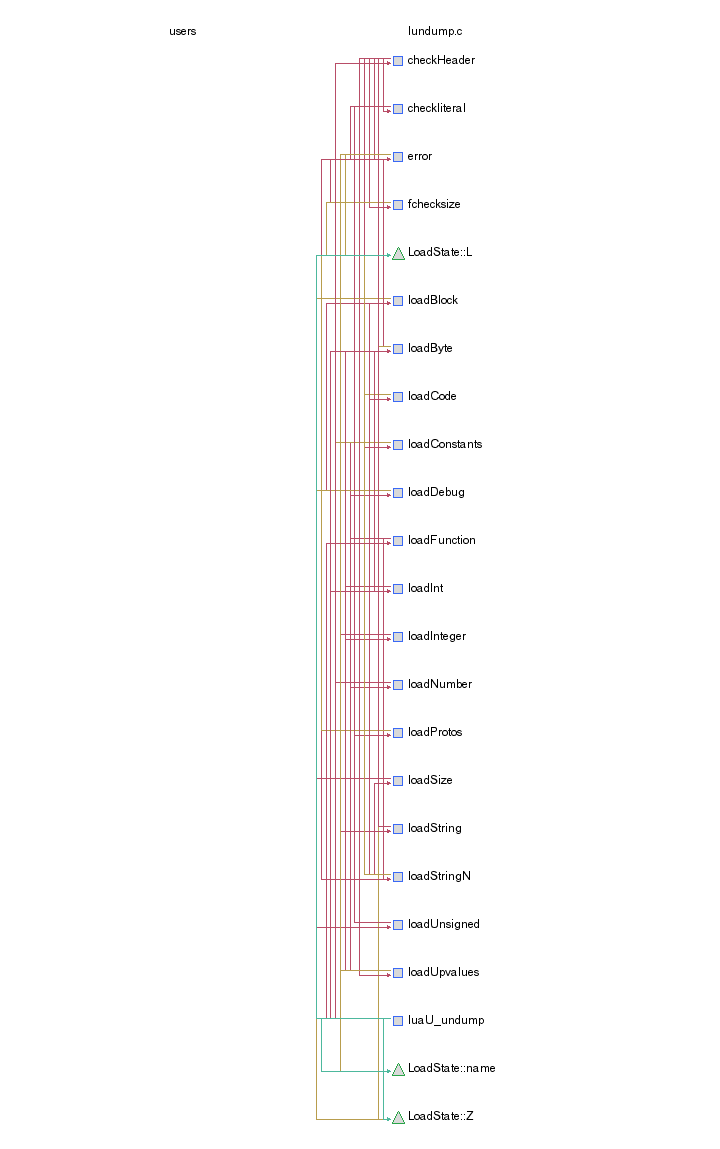 users lundump.c
checkHeader
checkliteral
error
fchecksize
LoadState::L
loadBlock
loadByte
loadCode
loadConstants
loadDebug
loadFunction
loadInt
loadInteger
loadNumber
loadProtos
loadSize
loadString
loadStringN
loadUnsigned
loadUpvalues
luaU_undump
LoadState::name
LoadState::Z